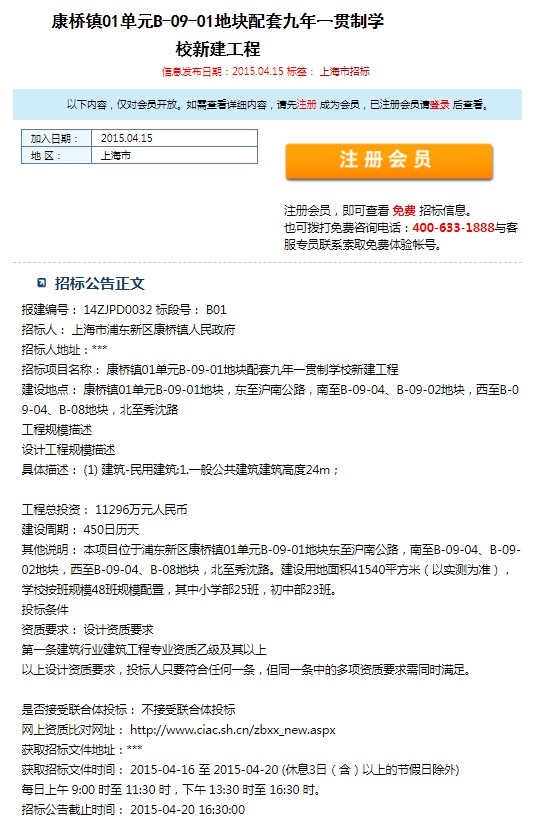 康桥镇01单元B-09-01地块配套九年一贯制学
校新建工程
信息发布日期：2015.04.15 标签： 上海市招标
以下内容，仅对会员开放。如需查看详细内容，请先注册 成为会员，已注册会员请登录 后查看。
加入日期： 2015.04.15
地 区： 上海市
注册会员
注册会员，即可查看 免费 招标信息。
也可拨打免费咨询电话：400-633-1888与客
服专员联系索取免费体验帐号。
招标公告正文
报建编号： 14ZJPD0032 标段号： B01
招标人： 上海市浦东新区康桥镇人民政府
招标人地址：***
招标项目名称： 康桥镇01单元B-09-01地块配套九年一贯制学校新建工程
建设地点： 康桥镇01单元B-09-01地块，东至沪南公路，南至B-09-04、B-09-02地块，西至B-0
9-04、B-08地块，北至秀沈路
工程规模描述
设计工程规模描述
具体描述： (1) 建筑-民用建筑:1.一般公共建筑建筑高度24m；
工程总投资： 11296万元人民币
建设周期： 450日历天
其他说明： 本项目位于浦东新区康桥镇01单元B-09-01地块东至沪南公路，南至B-09-04、B-09-
02地块，西至B-09-04、B-08地块，北至秀沈路。建设用地面积41540平方米（以实测为准），
学校按班规模48班规模配置，其中小学部25班，初中部23班。
投标条件
资质要求： 设计资质要求
第一条建筑行业建筑工程专业资质乙级及其以上
以上设计资质要求，投标人只要符合任何一条，但同一条中的多项资质要求需同时满足。
是否接受联合体投标： 不接受联合体投标
网上资质比对网址： http://www.ciac.sh.cn/zbxx_new.aspx
获取招标文件地址：***
获取招标文件时间： 2015-04-16 至 2015-04-20 (休息3日（含）以上的节假日除外)
每日上午 9:00 时至 11:30 时，下午 13:30 时至 16:30 时。
招标公告截止时间： 2015-04-20 16:30:00